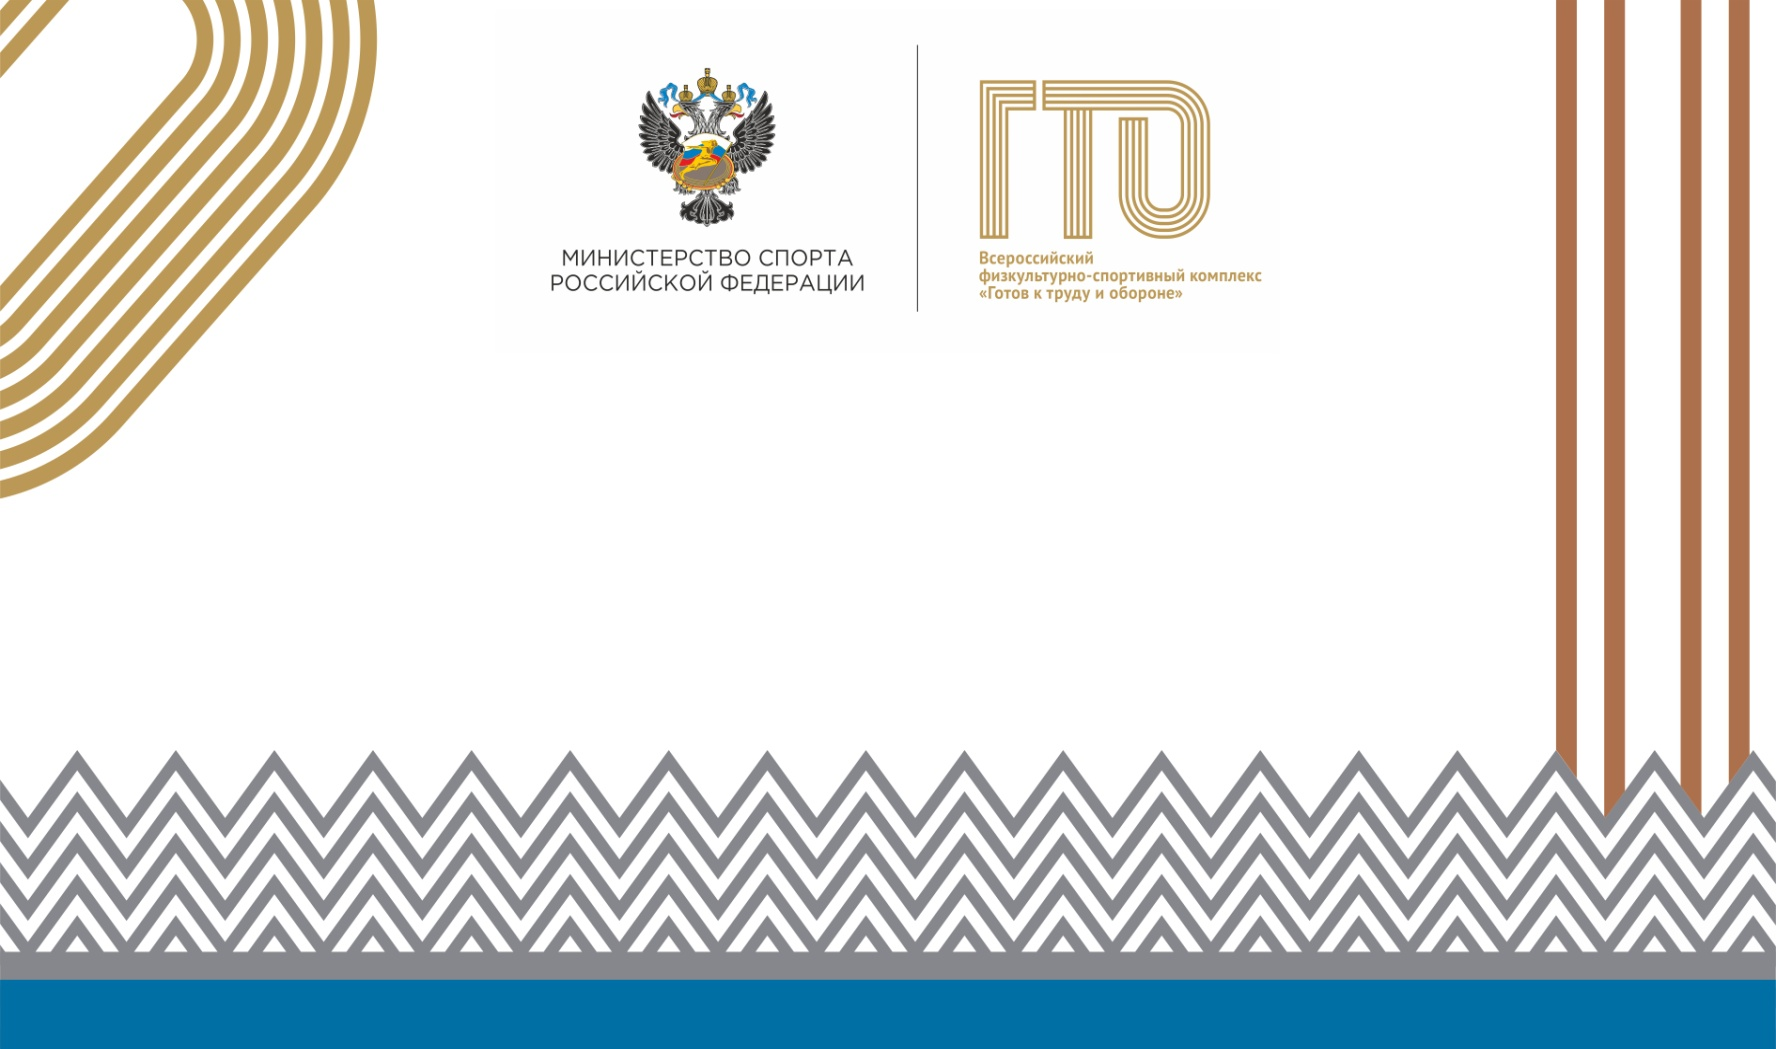 МИНИСТЕРСТВО СПОРТА
РОССИЙСКОЙ ФЕДЕРАЦИИ
ГТО
Всероссийский
физкультурно-спортивный комплекс
«Готов к труду и обороне»